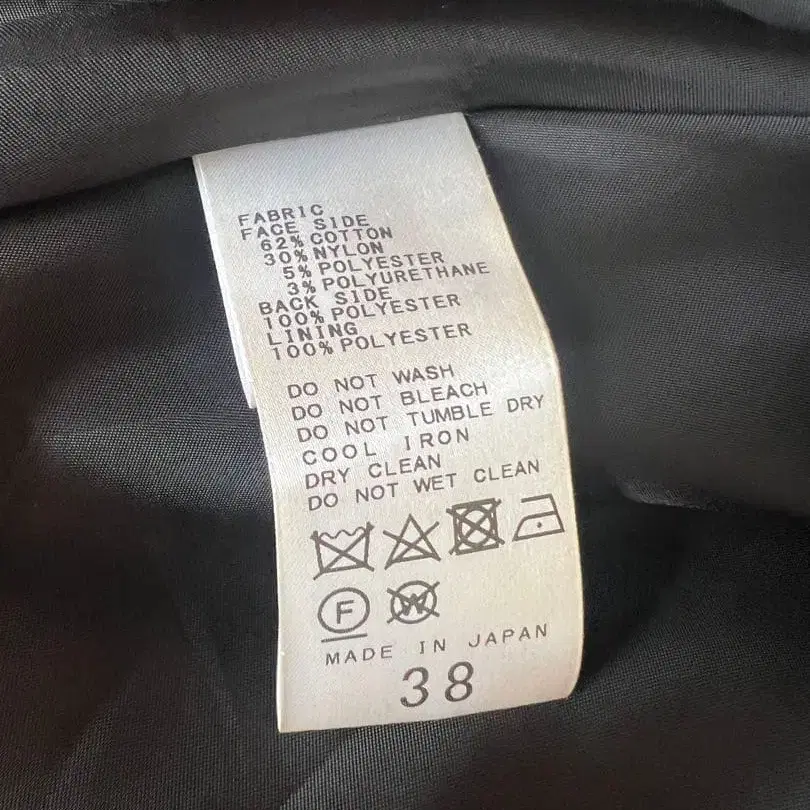 FABRIC
FACE SIDE
62% COTTON
30% NYLON
5% POLYESTER
3% POLYURETHANE
BACK SIDE
100% POLYESTER
LINING
100% POLYESTER
DO NOT WASH
DO NOT BLEACH
DO NOT TUMBLE DRY
COOL IRON
DRY CLEAN
DO NOT WET CLEAN
F W
MADE IN JAPAN
38